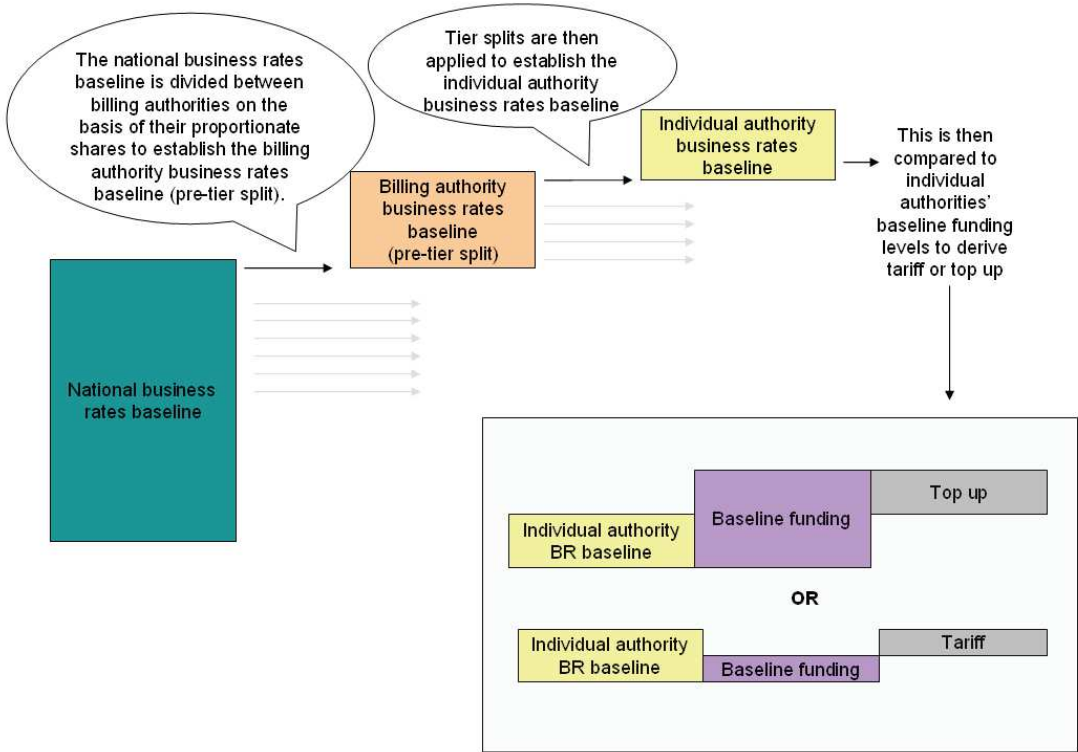 The national business rates
baseline is divided between
billing authorities on the
basis of their proportionate
shares to establish the billing
authority business rates
baseline (pre-tier split).
Tier splits are then
applied to establish the
individual authority
business rates baseline
Individual authority
business rates
baseline
This is then
compared to
individual
authorities'
baseline funding
levels to derive
tariff or top up
Billing authority
business rates
baseline
(pre-tier split)
National business
rates baseline
Individual authority
BR baseline
Baseline funding
Top up
OR
Individual authority
BR baseline
Baseline funding
Tariff